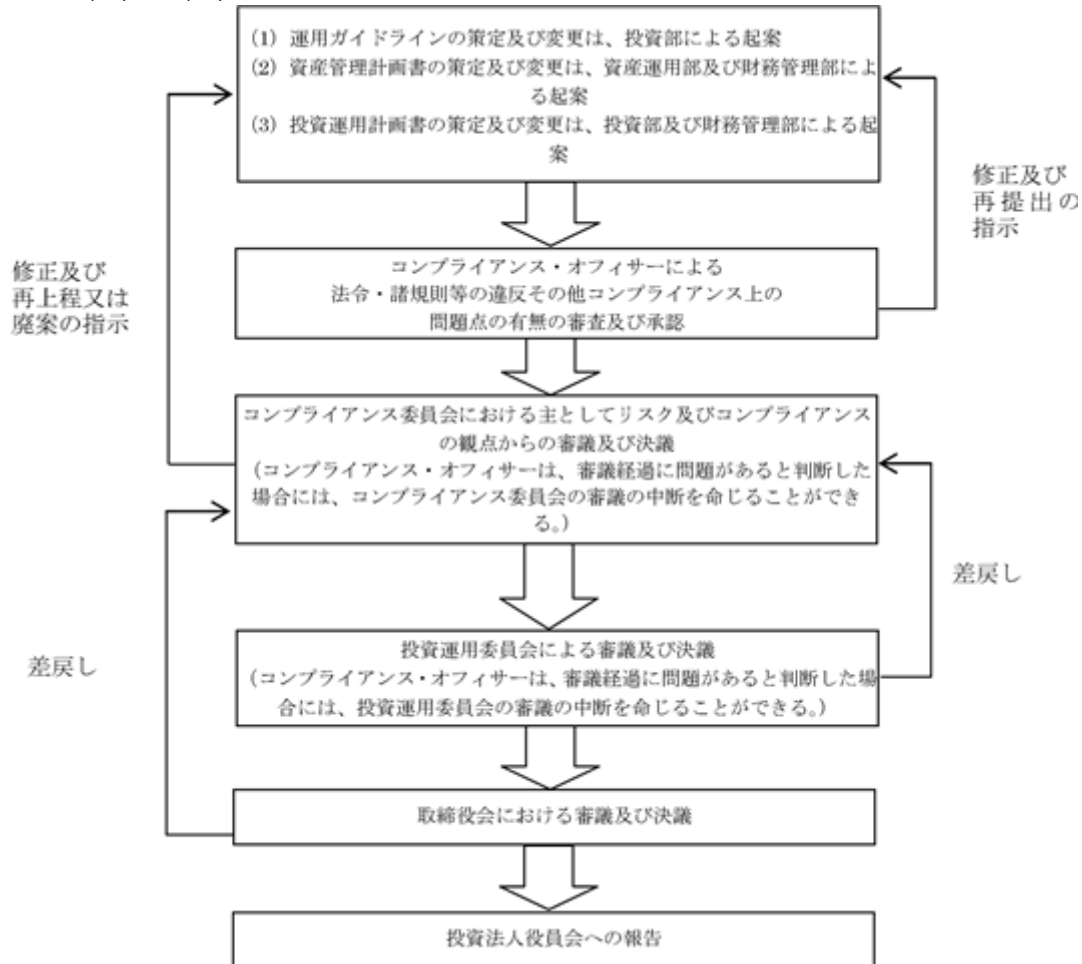 (1) 運用ガイドラインの策定及び変更は、投資部による起案
(2) 資産管理計画書の策定及び変更は、資産運用部及び財務管理部によ
る起案
(3) 投資運用計画書の策定及び変更は、投資部及び財務管理部による起
案
修正及び
再提出の
指示
修正及び
再上程又は
廃案の指示
コンプライアンス・オフィサーによる
法令・諸規則等の違反その他コンプライアンス上の
問題点の有無の審査及び承認
コンプライアンス委員会における主としてリスク及びコンプライアンス
の観点からの審議及び決議
(コンプライアンス・オフィサーは、審議経過に問題があると判断した
場合には、コンプライアンス委員会の審議の中断を命じることができ
る。)
差戻し
差戻し
投資運用委員会による審議及び決議
(コンプライアンス・オフィサーは、審議経過に問題があると判断した場
合には、投資運用委員会の審議の中断を命じることができる。)
取締役会における審議及び決議
投資法人役員会への報告